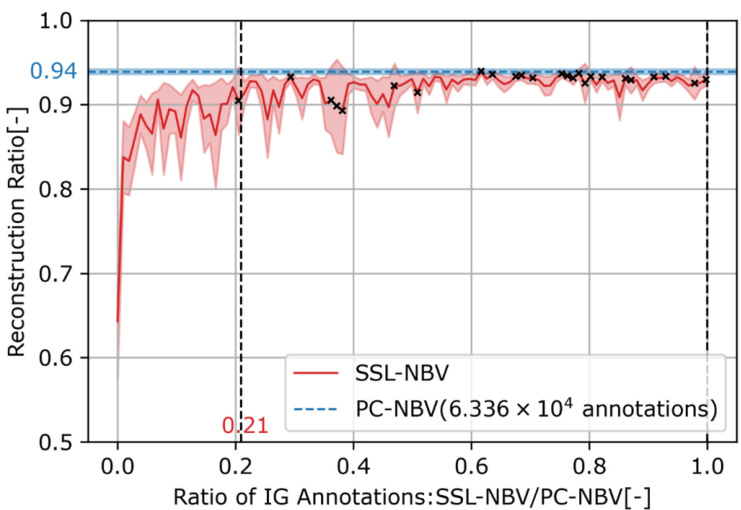 1.0
0.94
0.9
0.8
0.7
0.6
0.5
Reconstruction Ratio[-]
0.21
SSL-NBV
PC-NBV(6.336 × 10⁴ annotations)
0.0 0.2 0.4 0.6 0.8 1.0
Ratio of IG Annotations:SSL-NBV/PC-NBV[-]